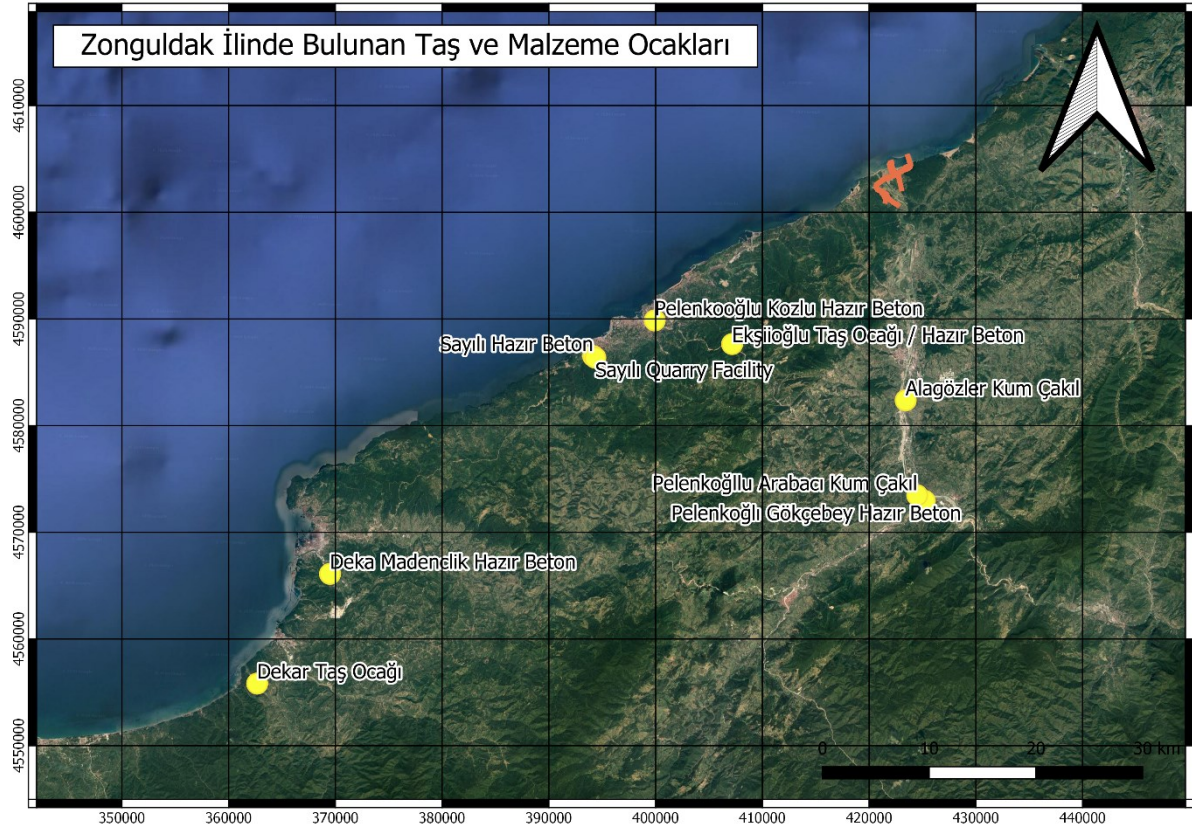 Zonguldak İlinde Bulunan Taş ve Malzeme Ocakları
4610000
4600000
4590000
4580000
4570000
4560000
4550000
Pelenkooğlu Kozlu Hazır Beton
Ekşiloğlu Taş Ocağı / Hazır Beton
Sayılı Hazır Beton
Sayılı Quarry Facility
Alagözler Kum Çakıl
Pelenkoğllu Arabacı Kum Çakıl
Pelenkoğlı Gökçebey Hazır Beton
Deka Madenclik Hazır Beton
Dekar Taş Ocağı
0 10 20 30 km
350000 360000 370000 380000 390000 400000 410000 420000 430000 440000